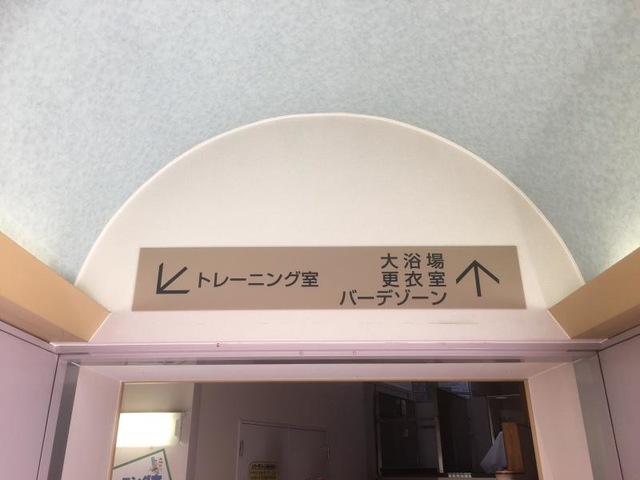 トレーニング室
大浴場
更衣室
バーデゾーン